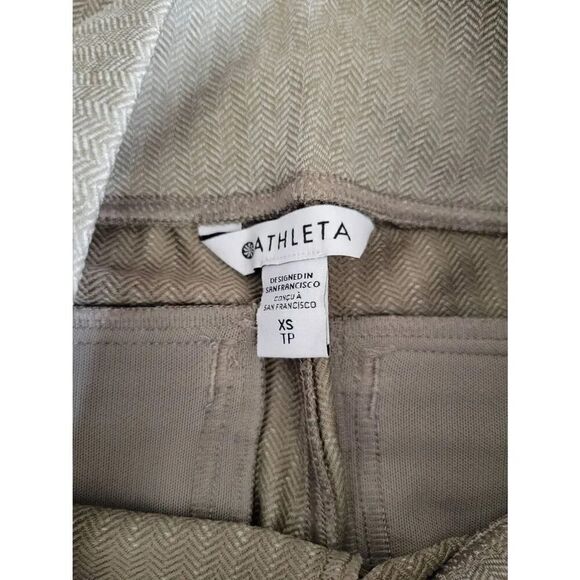 ATHLETA
DESIGNED IN
SAN FRANCISCO
CONÇU À
SAN FRANCISCO
XS
TP